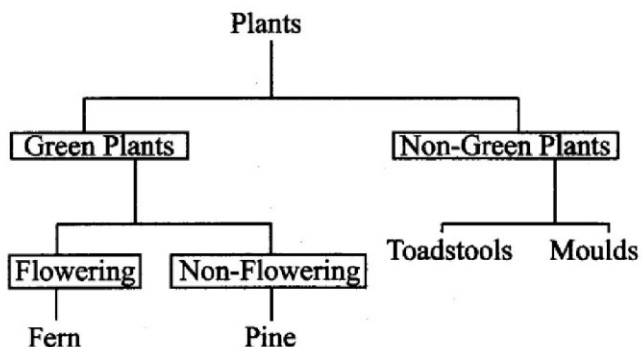 Plants
Green Plants Non-Green Plants
Toadstools Moulds
Flowering Non-Flowering
Fern Pine